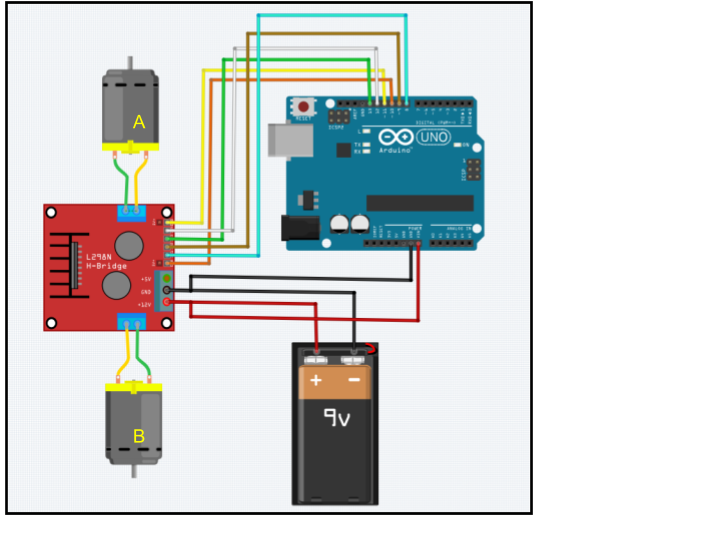 A
RESET
ICSP2
L
TX
RX
Arduino
UNO
ON
DIGITAL (PWM~)
ICSP
POWER
ANALOG IN
L298N
H-Bridge
+5V
GND
+12V
+ −
9v
B